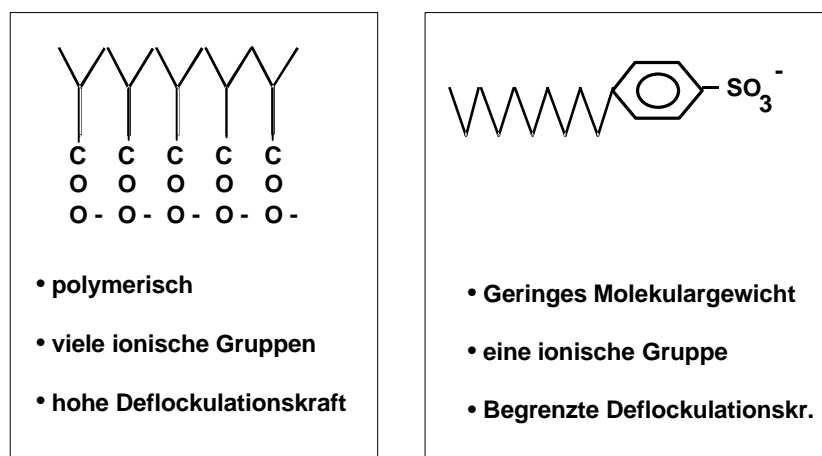 C C C C C
O O O O O
O - O - O - O - O -
• polymerisch
• viele ionische Gruppen
• hohe Deflockulationskraft
SO3-
• Geringes Molekulargewicht
• eine ionische Gruppe
• Begrenzte Deflockulationskr.